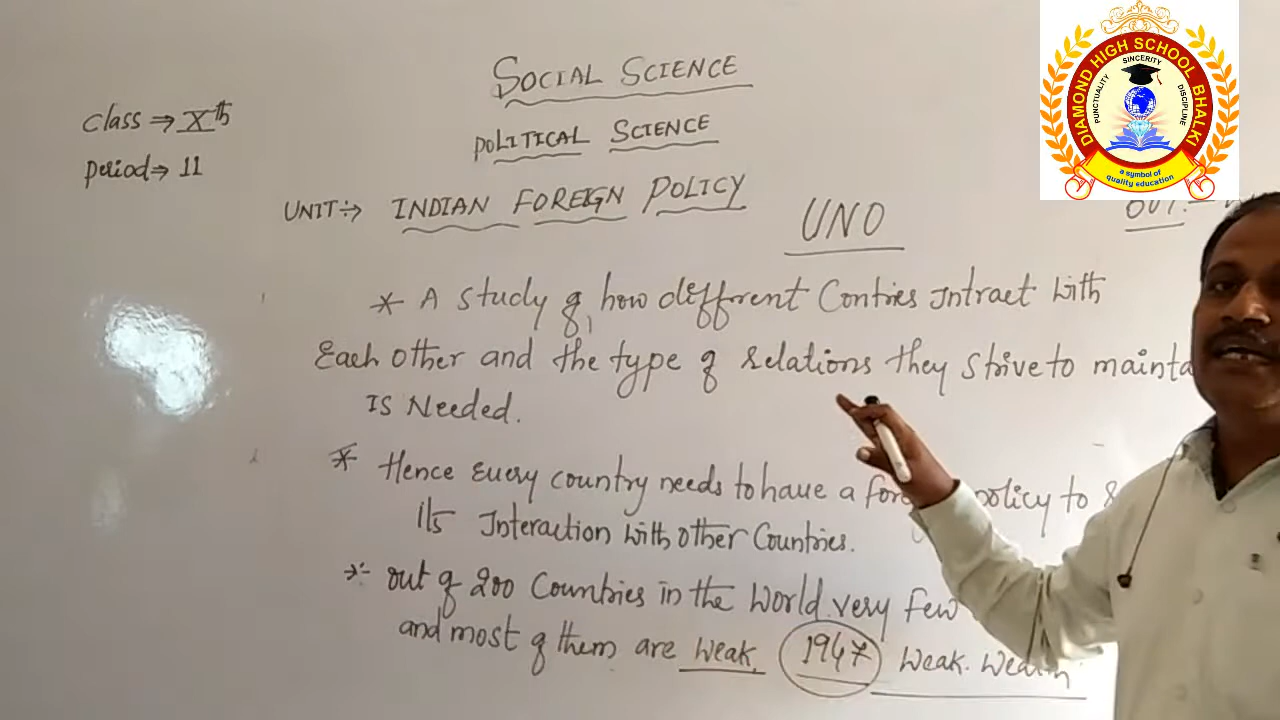 SOCIAL SCIENCE
Class ⇒ Xth
POLITICAL SCIENCE
Period ⇒ 11
UNIT:→ INDIAN FOREIGN POLICY
UNO
* A study of how different Contries Intract with
Each other and the type of relations they strive to mainta
Is Needed.
* Hence Every country needs to have a policy to
Its Interaction with other Countries.
* out of 200 Countries in the World very few
and most of them are weak. 1947 weak.
DIAMOND HIGH SCHOOL BHALKI
PUNCTUALITY
SINCERITY
DISCIPLINE
a symbol of
quality education